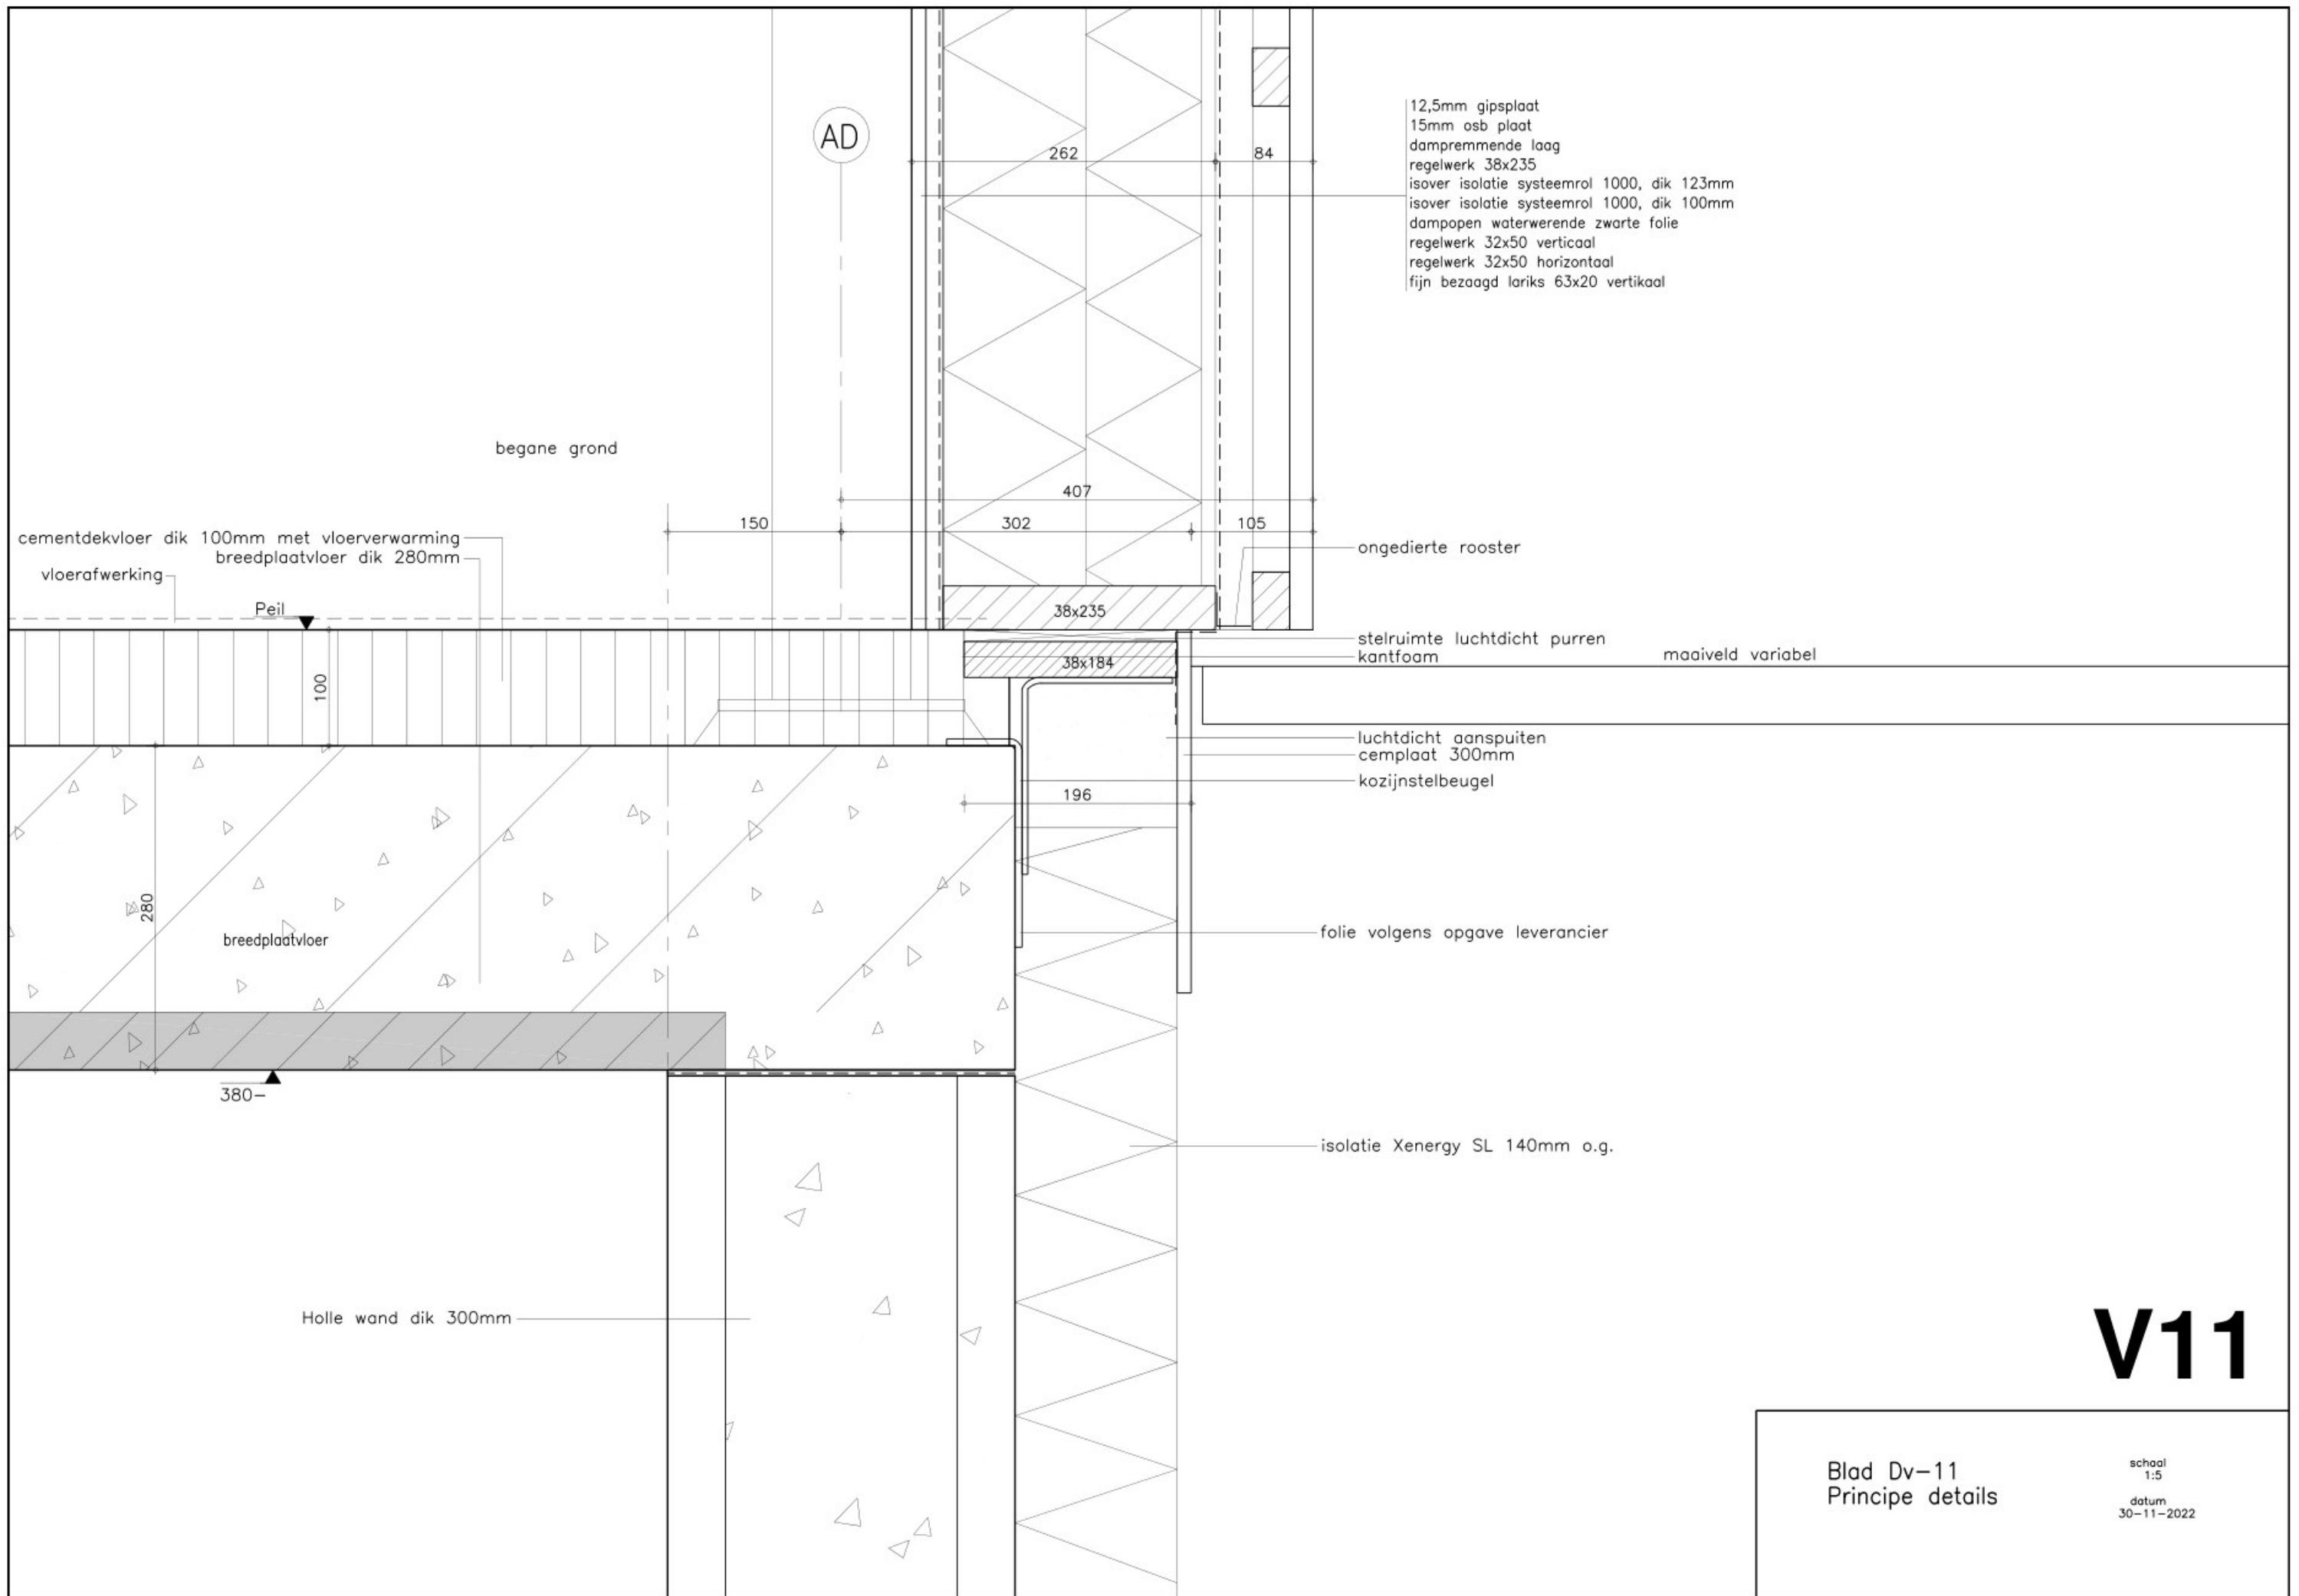 AD
262
84
12,5mm gipsplaat
15mm osb plaat
dampremmende laag
regelwerk 38x235
isover isolatie systeemrol 1000, dik 123mm
isover isolatie systeemrol 1000, dik 100mm
dampopen waterwerende zwarte folie
regelwerk 32x50 verticaal
regelwerk 32x50 horizontaal
fijn bezaagd lariks 63x20 vertikaal
begane grond
407
150
302
105
cementdekvloer dik 100mm met vloerverwarming
breedplaatvloer dik 280mm
vloerafwerking
Peil
ongedierte rooster
38x235
stelruimte luchtdicht purren
kantfoam
maaiveld variabel
38x184
100
luchtdicht aanspuiten
cemplaat 300mm
kozijnstelbeugel
196
280
breedplaatvloer
folie volgens opgave leverancier
380-
isolatie Xenergy SL 140mm o.g.
Holle wand dik 300mm
V11
Blad Dv-11
Principe details
schaal
1:5
datum
30-11-2022